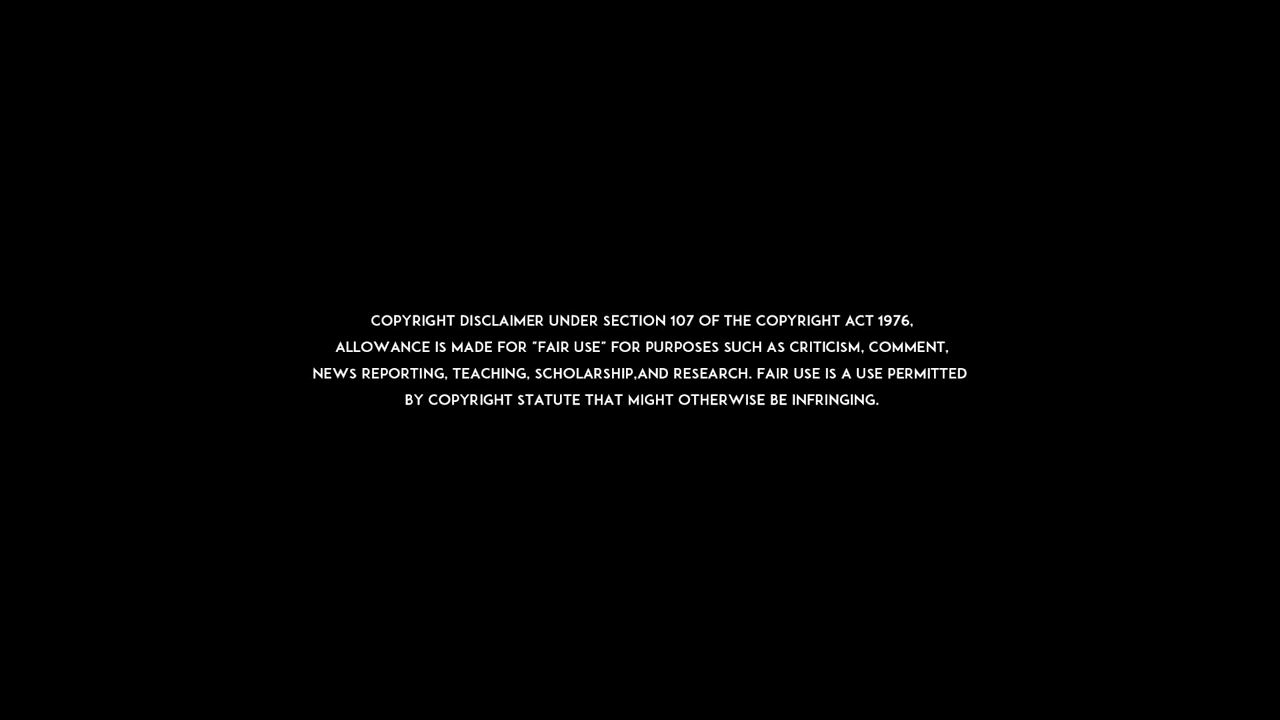 COPYRIGHT DISCLAIMER UNDER SECTION 107 OF THE COPYRIGHT ACT 1976,
ALLOWANCE IS MADE FOR "FAIR USE" FOR PURPOSES SUCH AS CRITICISM, COMMENT,
NEWS REPORTING, TEACHING, SCHOLARSHIP,AND RESEARCH. FAIR USE IS A USE PERMITTED
BY COPYRIGHT STATUTE THAT MIGHT OTHERWISE BE INFRINGING.